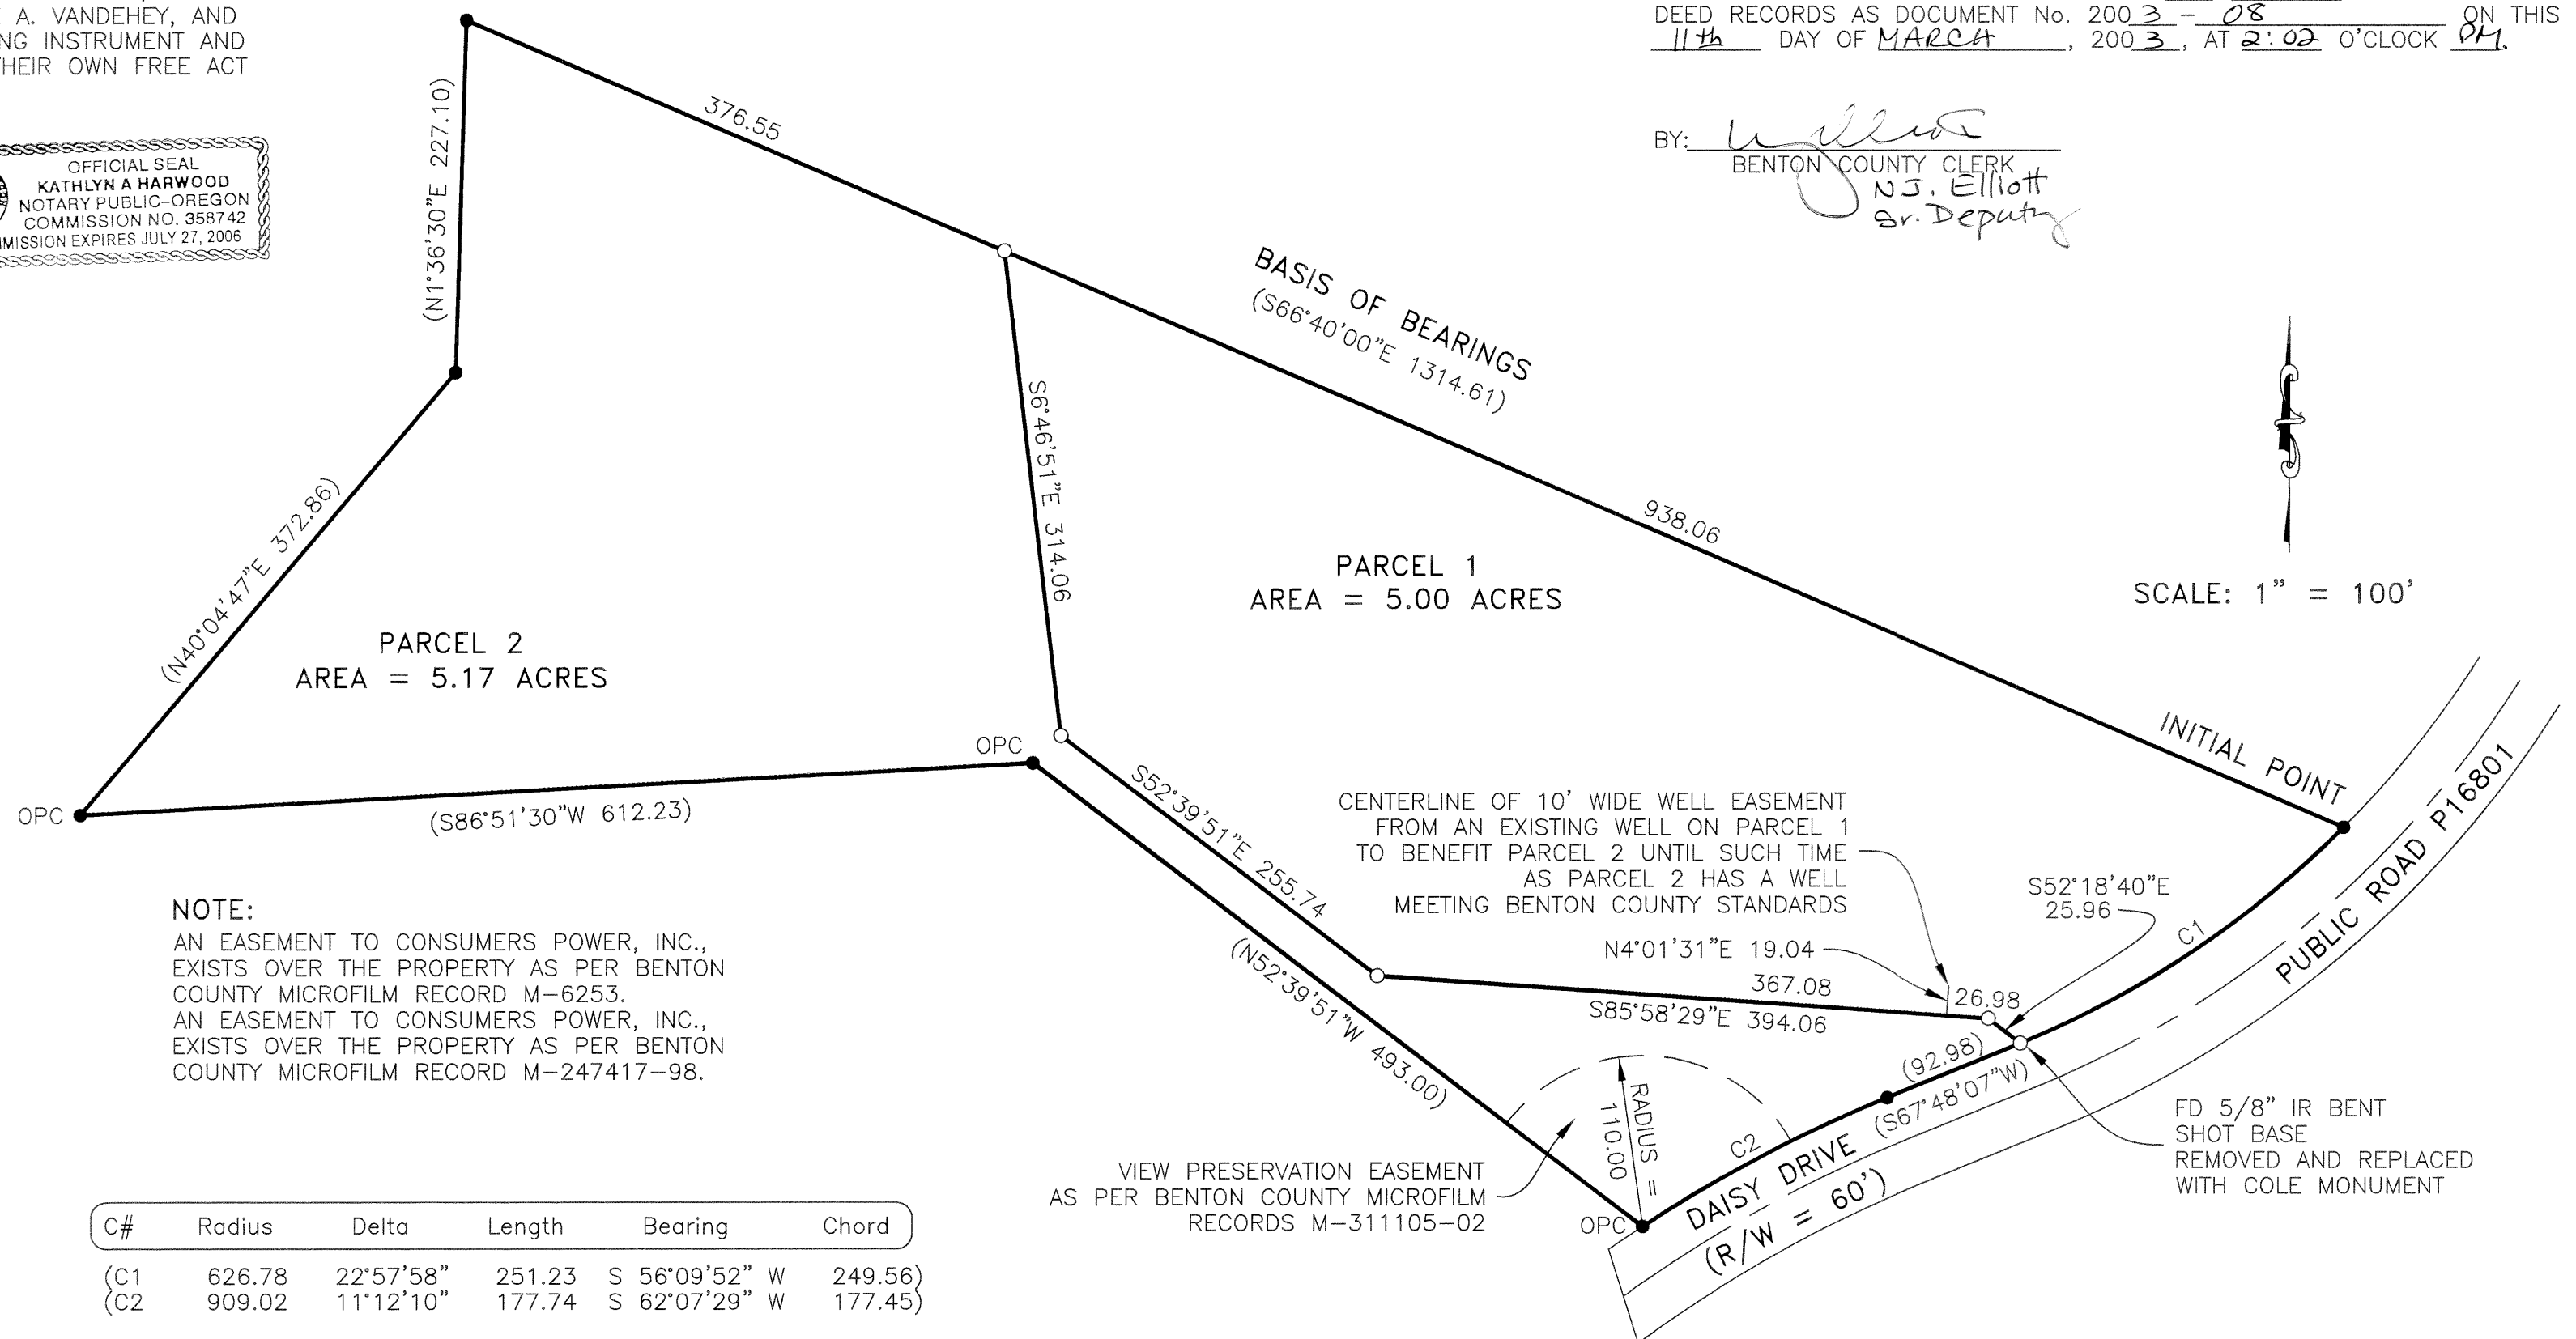 A. VANDEHEY, AND
NG INSTRUMENT AND
THEIR OWN FREE ACT
OFFICIAL SEAL
KATHLYN A HARWOOD
NOTARY PUBLIC-OREGON
COMMISSION NO. 358742
MMISSION EXPIRES JULY 27, 2006
DEED RECORDS AS DOCUMENT No. 2003 - 08 ON THIS
11th DAY OF MARCH, 2003, AT 2:02 O'CLOCK PM.
BY:
BENTON COUNTY CLERK
NJ. Elliott
Sr. Deputy
376.55
(N1°36'30"E 227.10)
BASIS OF BEARINGS
(S66°40'00"E 1314.61)
S6°46'51"E 314.06
938.06
(N40°04'47"E 372.86)
PARCEL 1
AREA = 5.00 ACRES
SCALE: 1" = 100'
PARCEL 2
AREA = 5.17 ACRES
INITIAL POINT
OPC
OPC
(S86°51'30"W 612.23)
S52°39'51"E 255.74
(N52°39'51"W 493.00)
CENTERLINE OF 10' WIDE WELL EASEMENT
FROM AN EXISTING WELL ON PARCEL 1
TO BENEFIT PARCEL 2 UNTIL SUCH TIME
AS PARCEL 2 HAS A WELL
MEETING BENTON COUNTY STANDARDS
S52°18'40"E
25.96
C1
PUBLIC ROAD P16801
N4°01'31"E 19.04
367.08
26.98
S85°58'29"E 394.06
(92.98)
(S67°48'07"W)
NOTE:
AN EASEMENT TO CONSUMERS POWER, INC.,
EXISTS OVER THE PROPERTY AS PER BENTON
COUNTY MICROFILM RECORD M-6253.
AN EASEMENT TO CONSUMERS POWER, INC.,
EXISTS OVER THE PROPERTY AS PER BENTON
COUNTY MICROFILM RECORD M-247417-98.
RADIUS =
110.00
C2
FD 5/8" IR BENT
SHOT BASE
REMOVED AND REPLACED
WITH COLE MONUMENT
VIEW PRESERVATION EASEMENT
AS PER BENTON COUNTY MICROFILM
RECORDS M-311105-02
OPC
DAISY DRIVE
(R/W = 60')
C# Radius Delta Length Bearing Chord
(C1 626.78 22°57'58" 251.23 S 56°09'52" W 249.56)
(C2 909.02 11°12'10" 177.74 S 62°07'29" W 177.45)